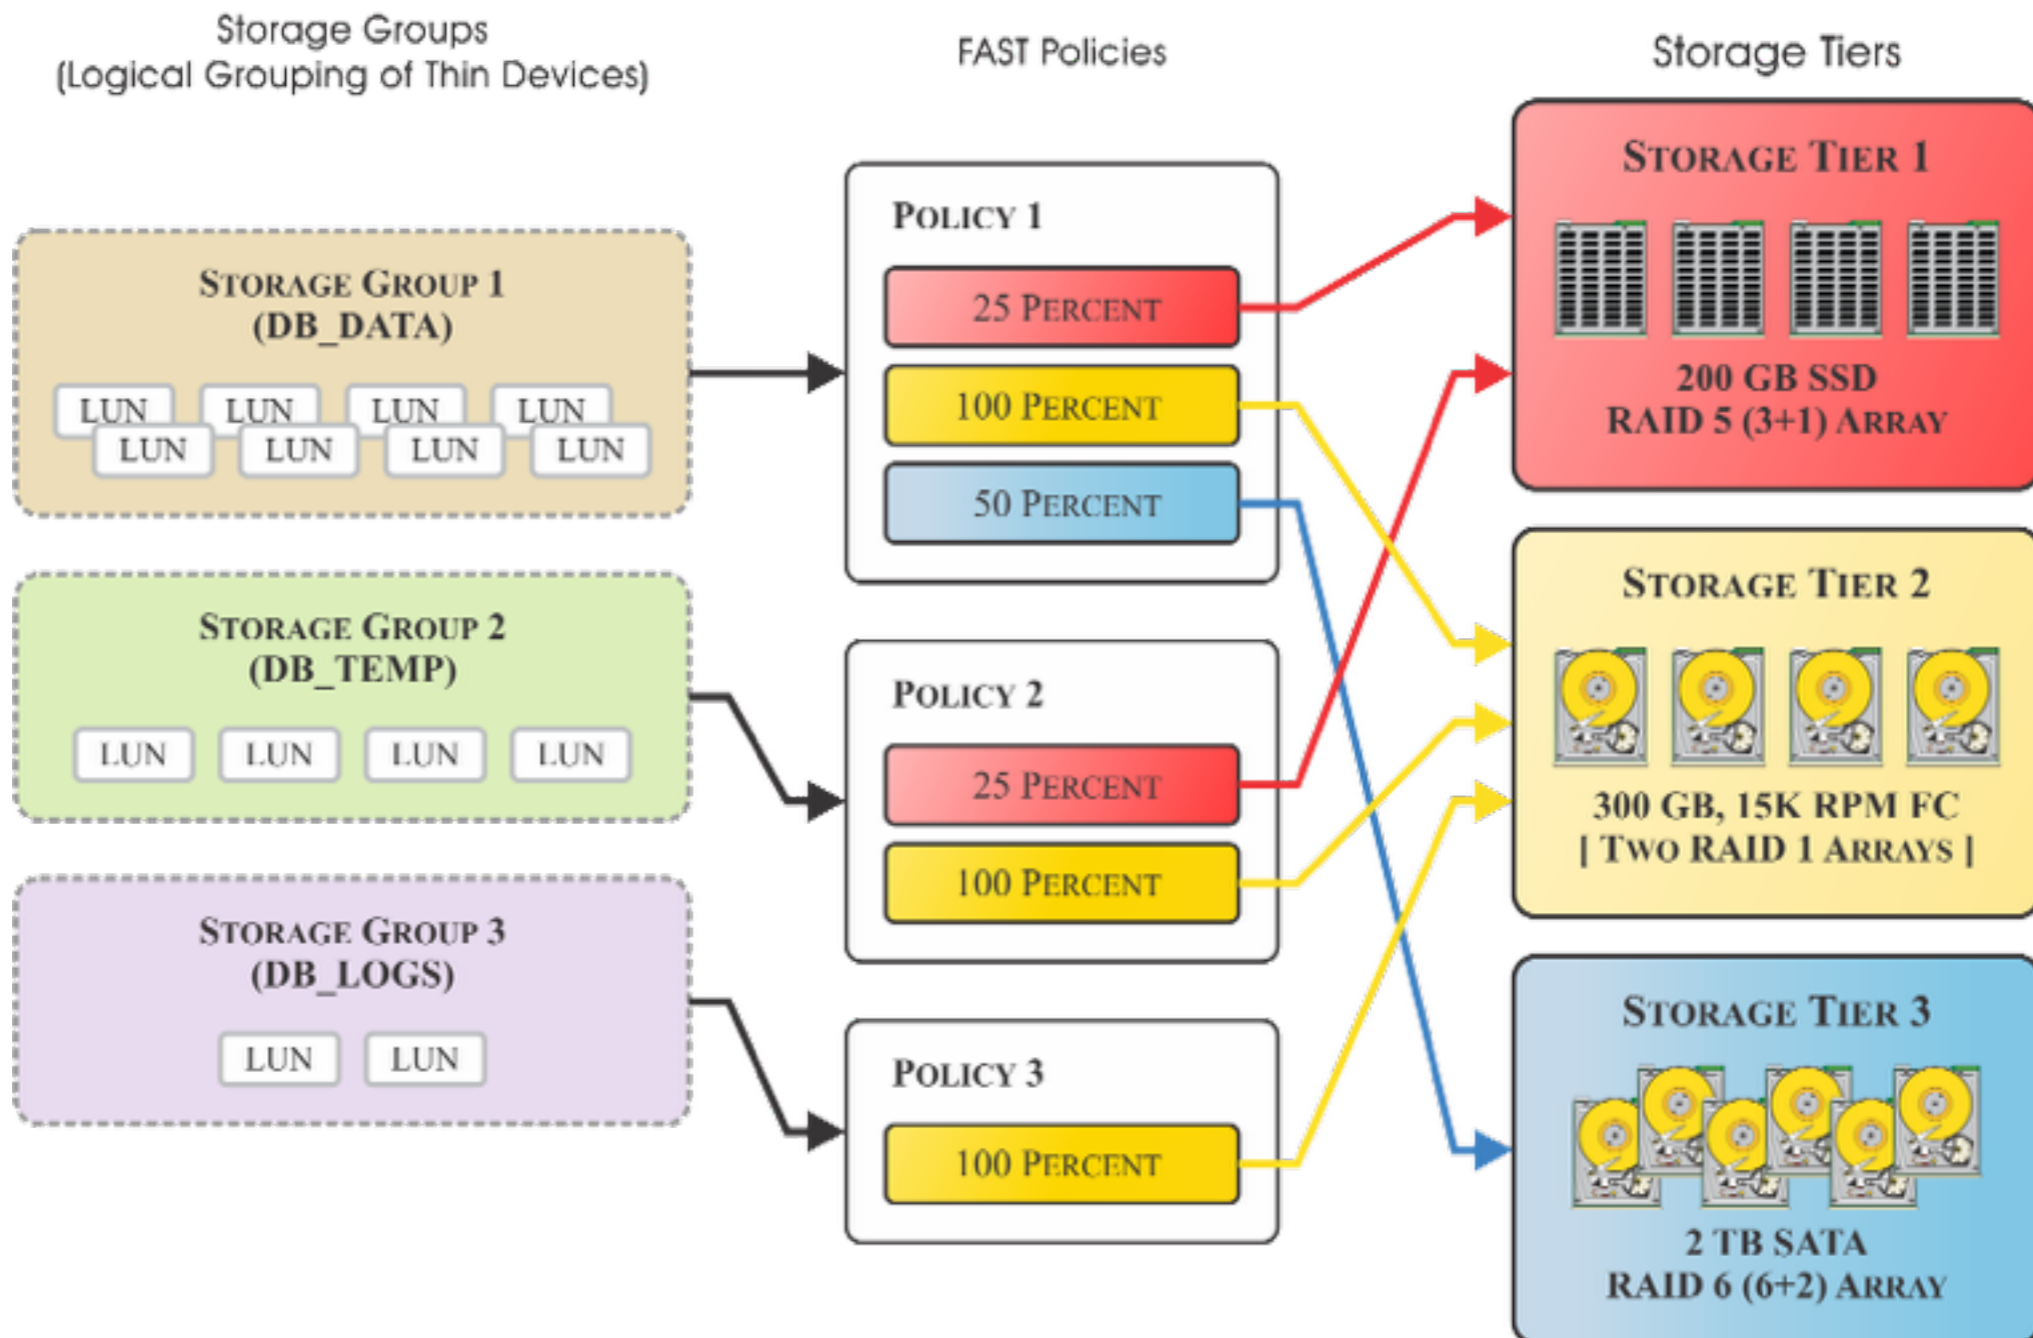 Storage Groups
(Logical Grouping of Thin Devices)
FAST Policies
Storage Tiers
STORAGE GROUP 1
(DB_DATA)
LUN LUN LUN LUN
LUN LUN LUN LUN
STORAGE GROUP 2
(DB_TEMP)
LUN LUN LUN LUN
STORAGE GROUP 3
(DB_LOGS)
LUN LUN
POLICY 1
25 PERCENT
100 PERCENT
50 PERCENT
POLICY 2
25 PERCENT
100 PERCENT
POLICY 3
100 PERCENT
STORAGE TIER 1
200 GB SSD
RAID 5 (3+1) ARRAY
STORAGE TIER 2
300 GB, 15K RPM FC
[ TWO RAID 1 ARRAYS ]
STORAGE TIER 3
2 TB SATA
RAID 6 (6+2) ARRAY